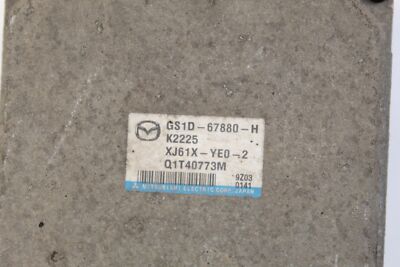 GS1D-67880-H
K2225
XJ61X-YE0-2
Q1T40773M
9Z03
MITSUBISHI ELECTRIC CORP. JAPAN 0141